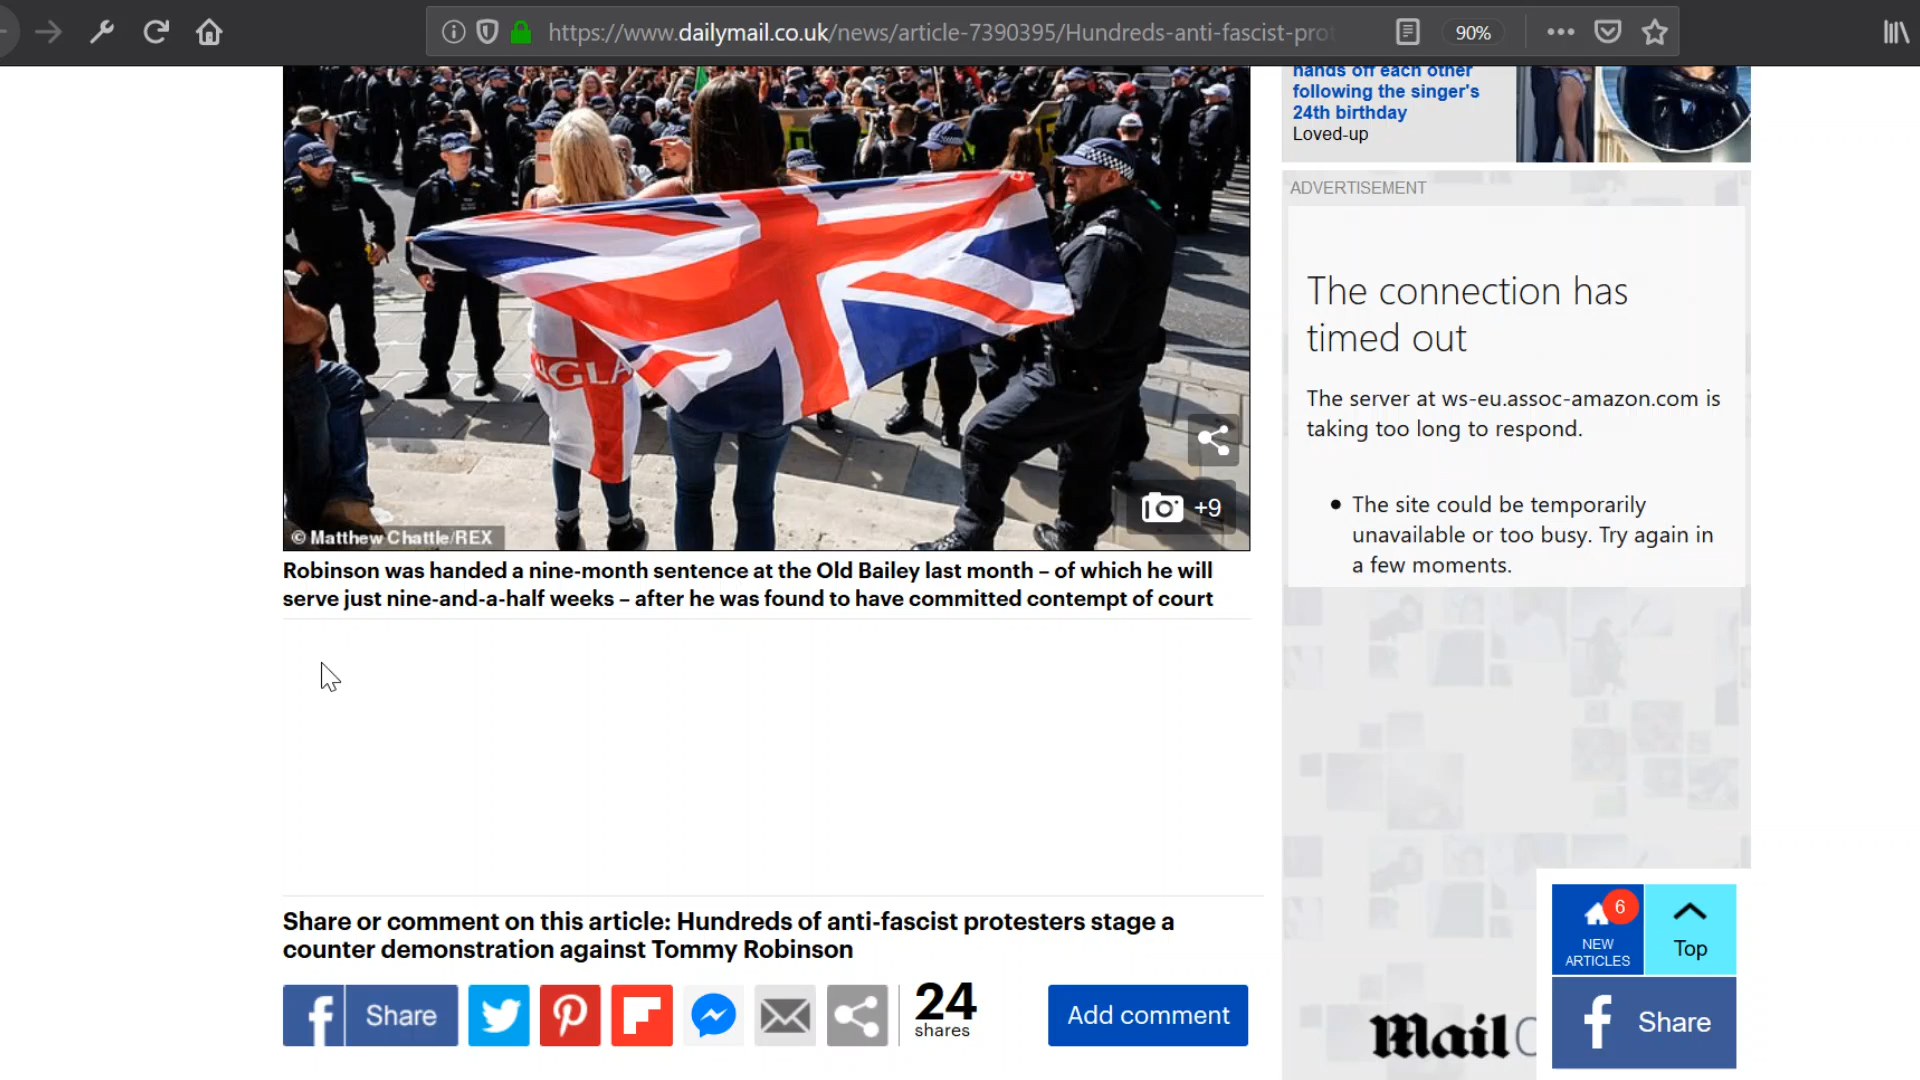 https://www.dailymail.co.uk/news/article-7390395/Hundreds-anti-fascist-prot
90%
hands off each other
following the singer's
24th birthday
Loved-up
ADVERTISEMENT
The connection has
timed out
The server at ws-eu.assoc-amazon.com is
taking too long to respond.
• The site could be temporarily
unavailable or too busy. Try again in
a few moments.
+9
© Matthew Chattle/REX
Robinson was handed a nine-month sentence at the Old Bailey last month – of which he will
serve just nine-and-a-half weeks – after he was found to have committed contempt of court
Share or comment on this article: Hundreds of anti-fascist protesters stage a
counter demonstration against Tommy Robinson
Share
24
shares
Add comment
6
NEW
ARTICLES
Top
Share
Mail